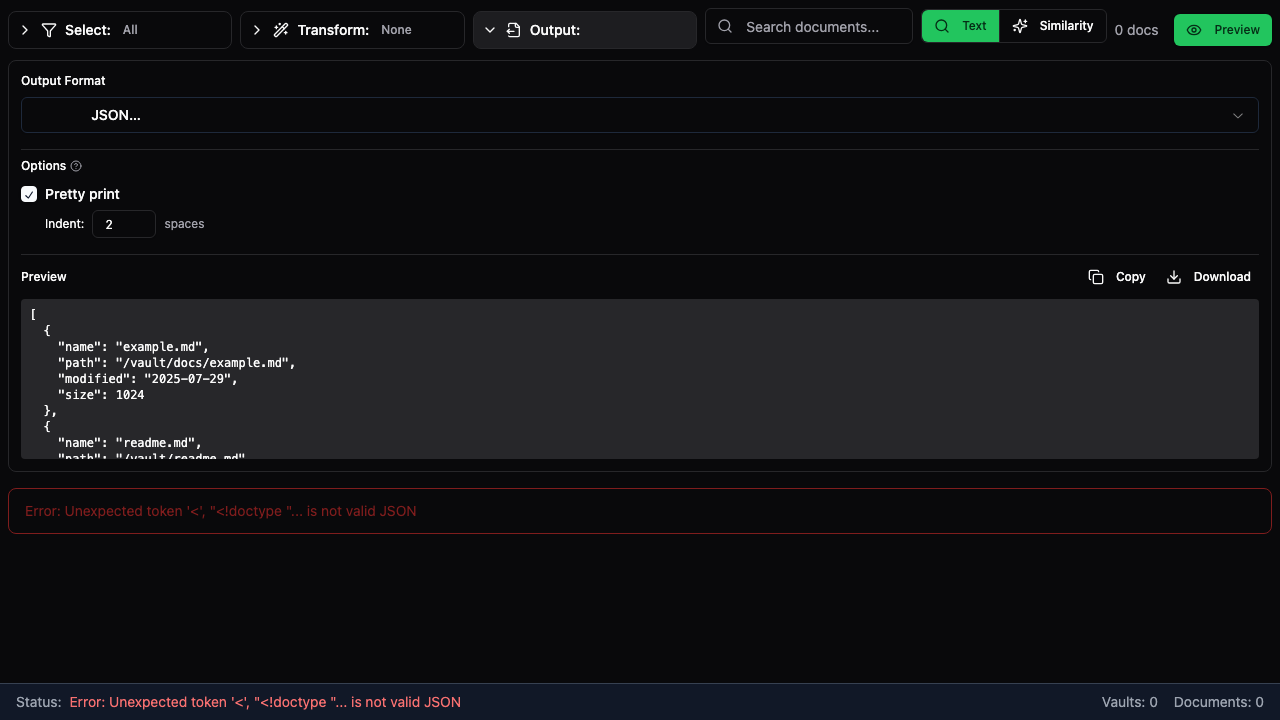 Select: All
Transform: None
Output:
Search documents...
Text
Similarity
0 docs
Preview
Output Format
JSON...
Options
Pretty print
Indent: 2 spaces
Preview
Copy
Download
[
  {
    "name": "example.md",
    "path": "/vault/docs/example.md",
    "modified": "2025-07-29",
    "size": 1024
  },
  {
    "name": "readme.md",
    "path": "/vault/readme.md"
Error: Unexpected token '<', "<!doctype "... is not valid JSON
Status: Error: Unexpected token '<', "<!doctype "... is not valid JSON
Vaults: 0 Documents: 0